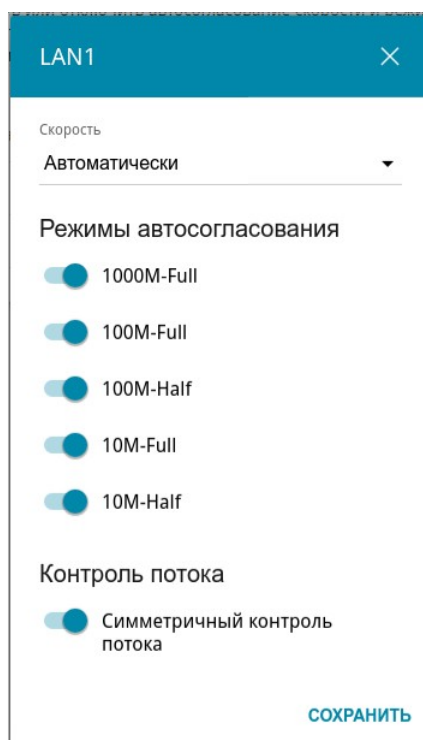 LAN1
Скорость
Автоматически
Режимы автосогласования
1000M-Full
100M-Full
100M-Half
10M-Full
10M-Half
Контроль потока
Симметричный контроль
потока
СОХРАНИТЬ